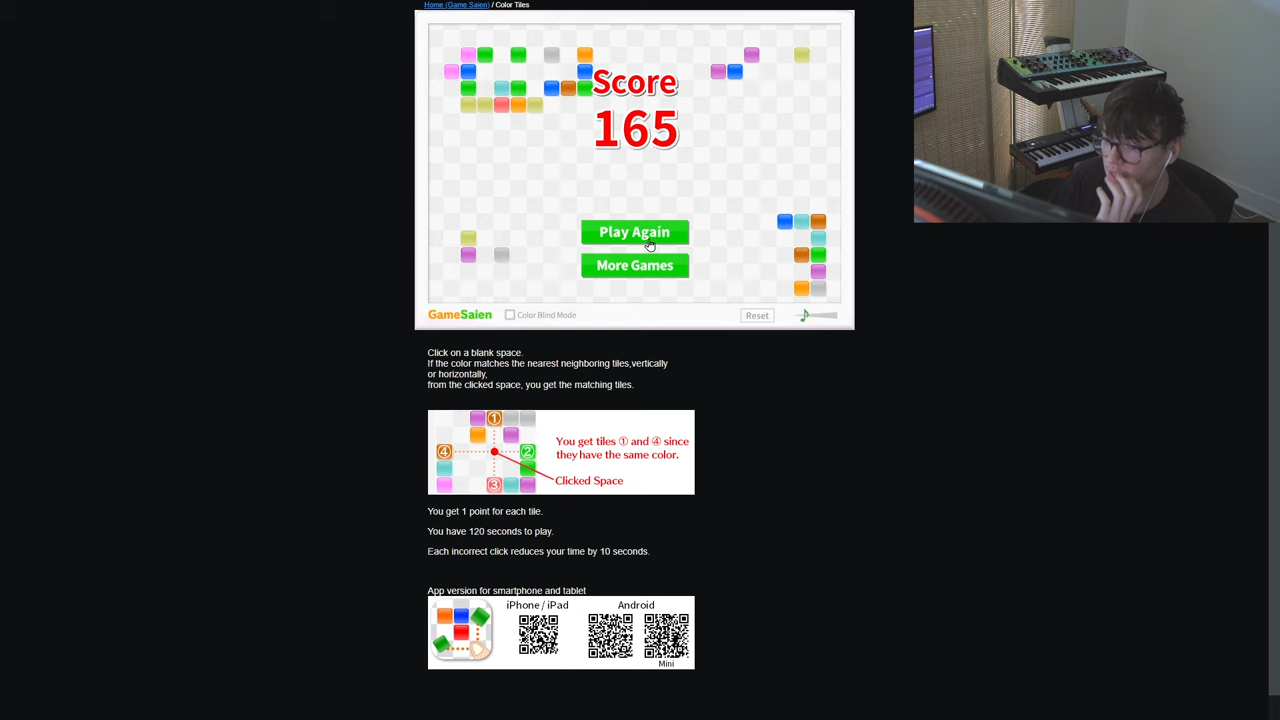 Home (Game Saien) / Color Tiles
Score
165
Play Again
More Games
GameSaien
Color Blind Mode
Reset
Click on a blank space.
If the color matches the nearest neighboring tiles,vertically
or horizontally,
from the clicked space, you get the matching tiles.
①
④
②
③
You get tiles ① and ④ since
they have the same color.
Clicked Space
You get 1 point for each tile.
You have 120 seconds to play.
Each incorrect click reduces your time by 10 seconds.
App version for smartphone and tablet
iPhone / iPad
Android
Mini